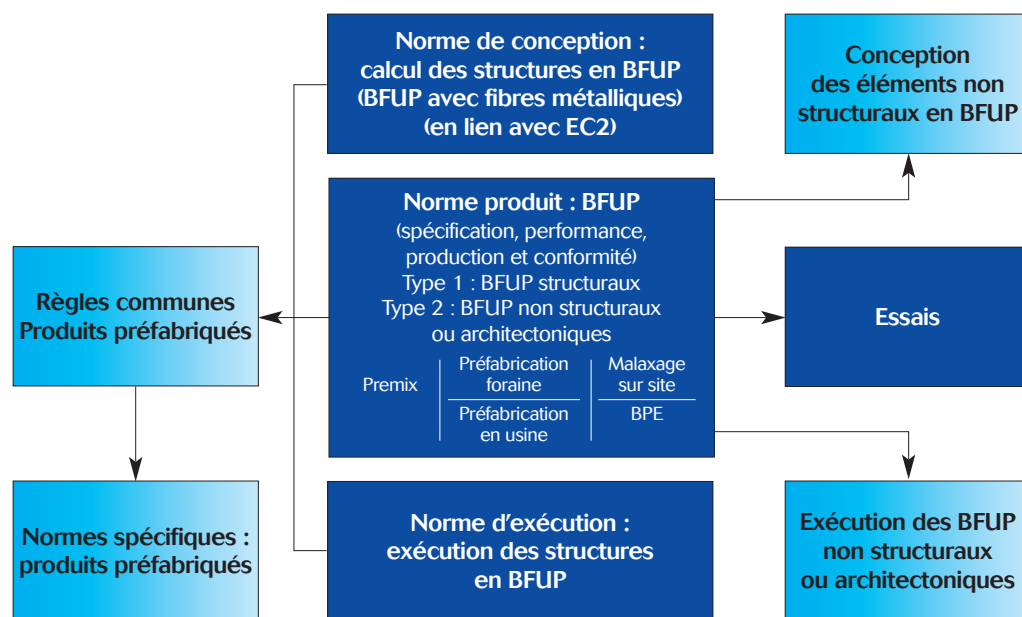 Norme de conception :
calcul des structures en BFUP
(BFUP avec fibres métalliques)
(en lien avec EC2)
Conception
des éléments non
structuraux en BFUP
Norme produit : BFUP
(spécification, performance,
production et conformité)
Type 1 : BFUP structuraux
Type 2 : BFUP non structuraux
ou architectoniques
Premix
Préfabrication
foraine
Préfabrication
en usine
Malaxage
sur site
BPE
Règles communes
Produits préfabriqués
Essais
Normes spécifiques :
produits préfabriqués
Norme d'exécution :
exécution des structures
en BFUP
Exécution des BFUP
non structuraux
ou architectoniques